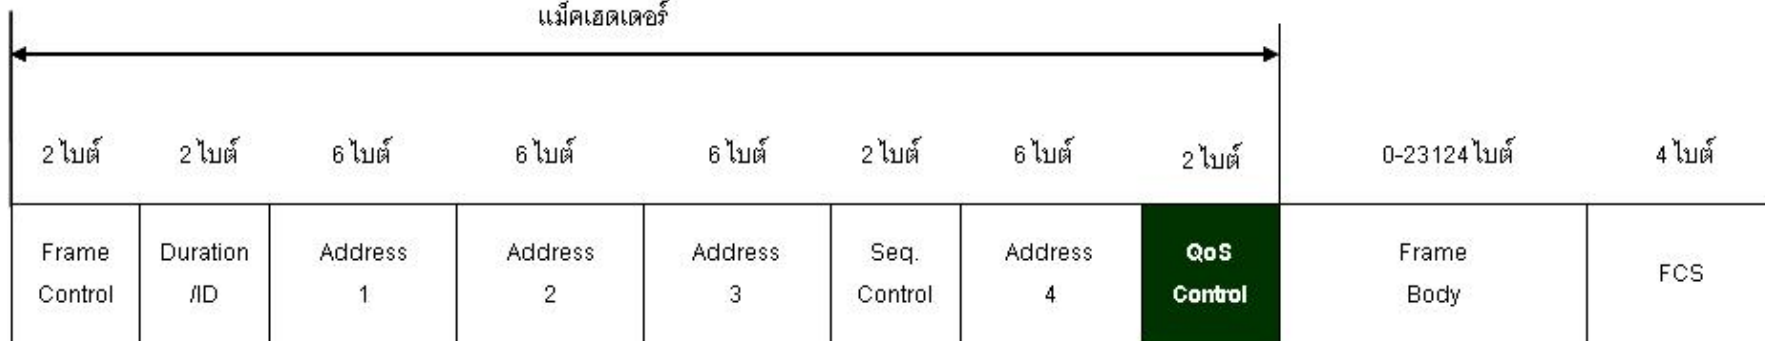 แม็คเฮดเดอร์
2 ไบต์ 2 ไบต์ 6 ไบต์ 6 ไบต์ 6 ไบต์ 2 ไบต์ 6 ไบต์ 2 ไบต์ 0-23124 ไบต์ 4 ไบต์
Frame Duration Address Address Address Seq. Address QoS Frame FCS
Control /ID 1 2 3 Control 4 Control Body